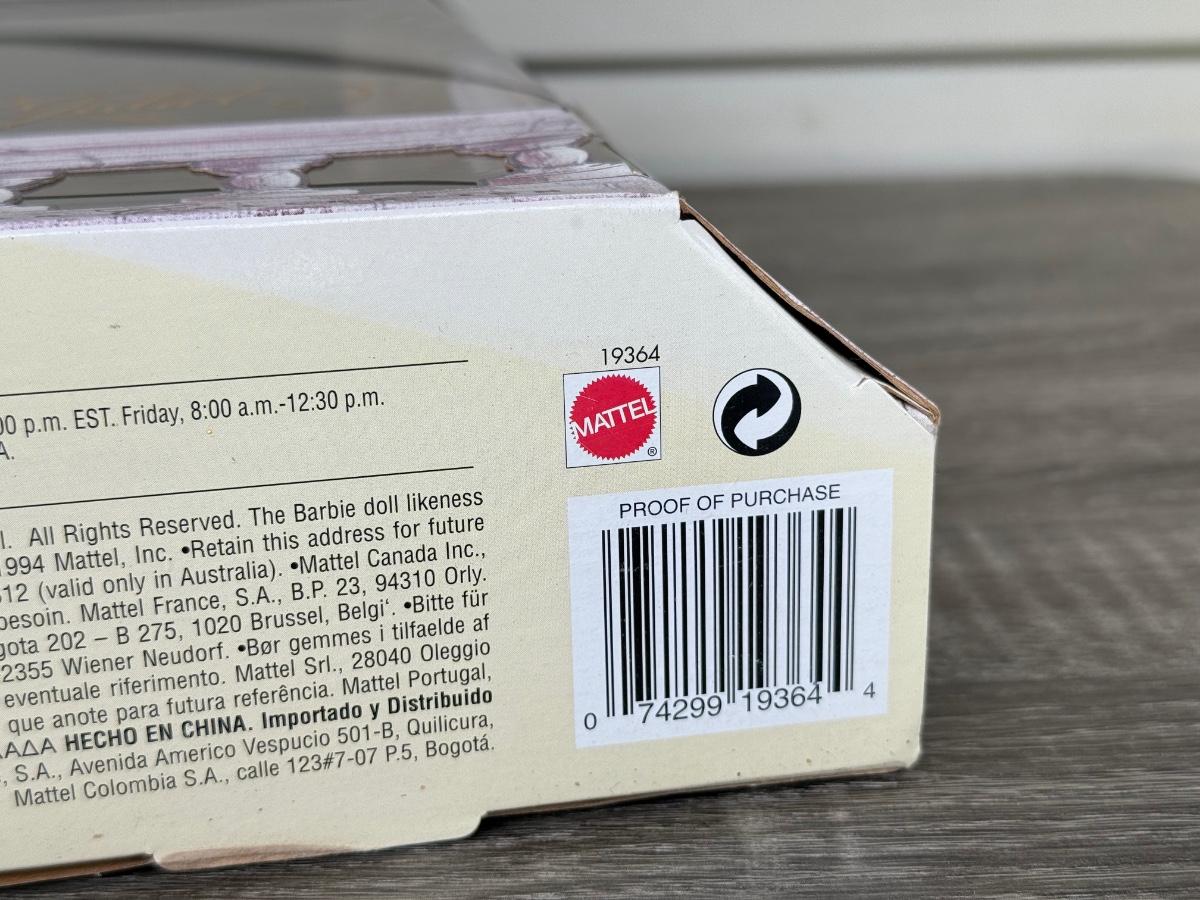 00 p.m. EST. Friday, 8:00 a.m.-12:30 p.m.
A.
l. All Rights Reserved. The Barbie doll likeness
1994 Mattel, Inc. •Retain this address for future
12 (valid only in Australia). •Mattel Canada Inc.,
besoin. Mattel France, S.A., B.P. 23, 94310 Orly.
gota 202 – B 275, 1020 Brussel, Belgi‘. •Bitte für
2355 Wiener Neudorf. •Bør gemmes i tilfaelde af
eventuale riferimento. Mattel Srl., 28040 Oleggio
que anote para futura referência. Mattel Portugal,
ΑΔΑ HECHO EN CHINA. Importado y Distribuido
, S.A., Avenida Americo Vespucio 501-B, Quilicura,
Mattel Colombia S.A., calle 123#7-07 P.5, Bogotá.
19364
MATTEL
®
PROOF OF PURCHASE
0 74299 19364 4